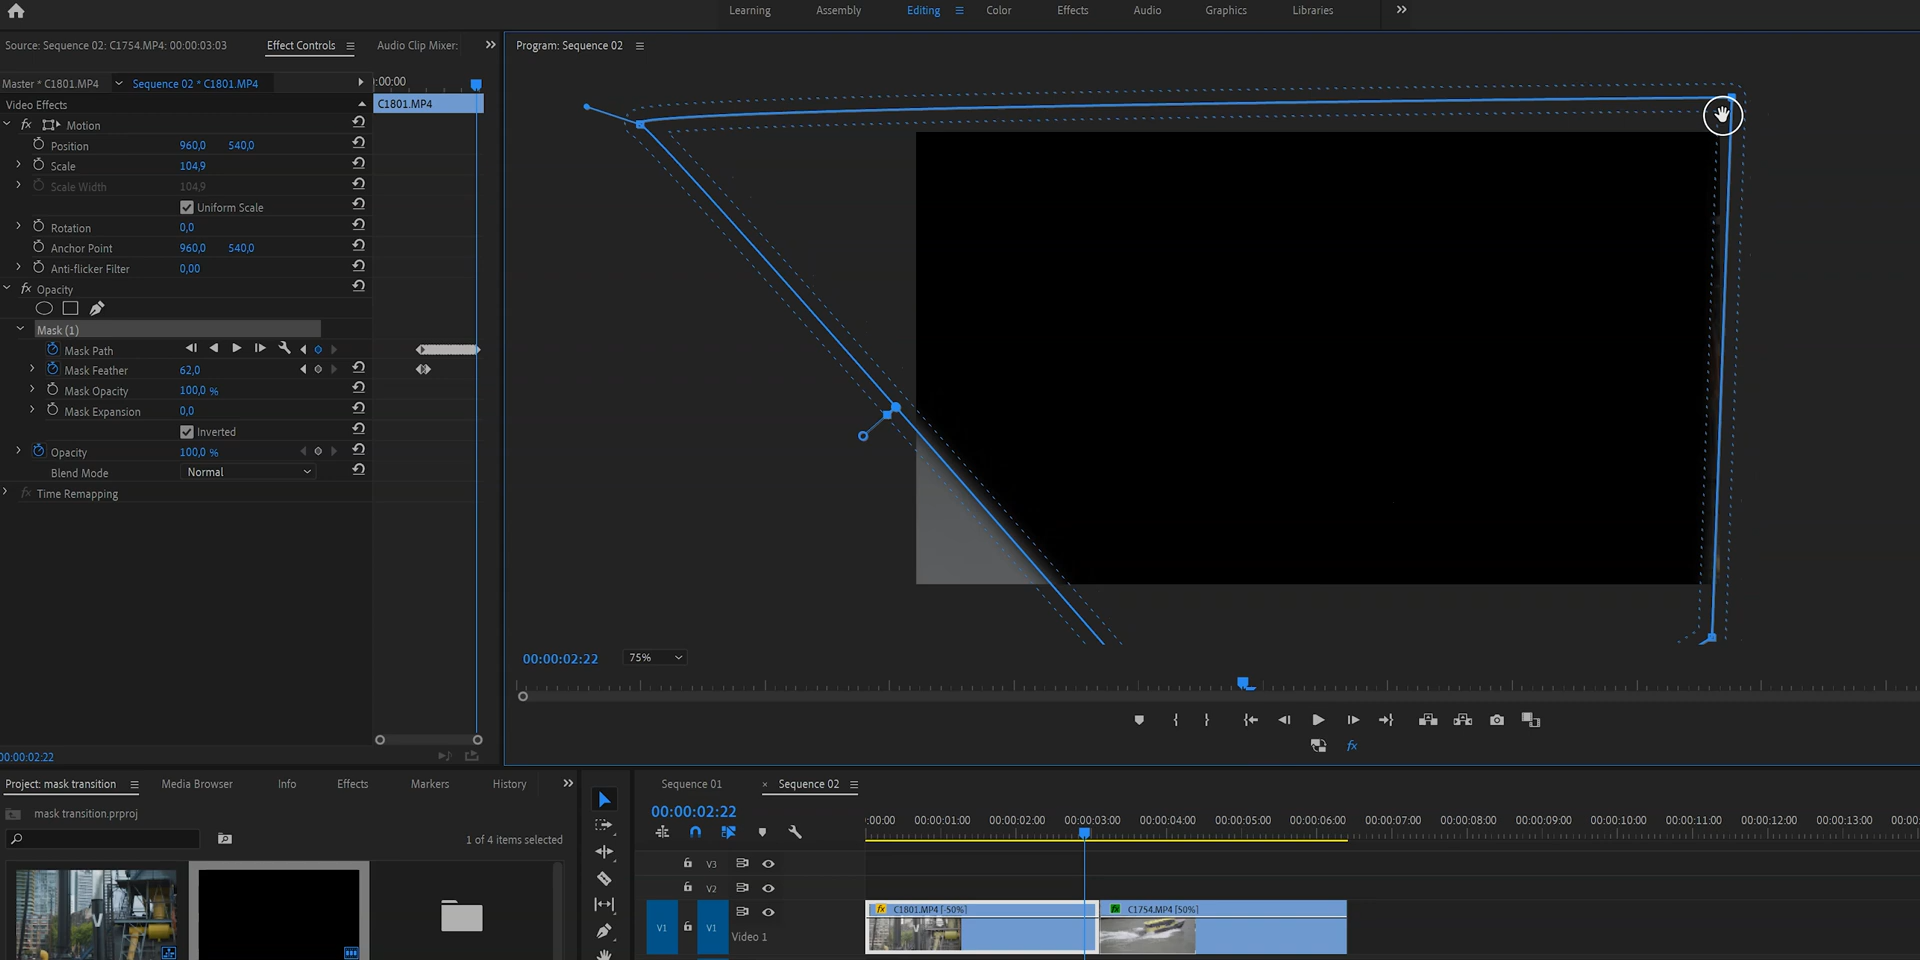 Learning Assembly Editing Color Effects Audio Graphics Libraries
Source: Sequence 02: C1754.MP4: 00:00:03:03 Effect Controls Audio Clip Mixer:
Program: Sequence 02
Master * C1801.MP4 Sequence 02 * C1801.MP4 :00:00
Video Effects C1801.MP4
fx Motion
Position 960,0 540,0
Scale 104,9
Scale Width 104,9
Uniform Scale
Rotation 0,0
Anchor Point 960,0 540,0
Anti-flicker Filter 0,00
fx Opacity
Mask (1)
Mask Path
Mask Feather 62,0
Mask Opacity 100,0 %
Mask Expansion 0,0
Inverted
Opacity 100,0 %
Blend Mode Normal
fx Time Remapping
00:00:02:22 75%
fx
00:00:02:22
Project: mask transition Media Browser Info Effects Markers History
mask transition.prproj
1 of 4 items selected
Sequence 01 × Sequence 02
00:00:02:22
:00:00 00:00:01:00 00:00:02:00 00:00:03:00 00:00:04:00 00:00:05:00 00:00:06:00 00:00:07:00 00:00:08:00 00:00:09:00 00:00:10:00 00:00:11:00 00:00:12:00 00:00:13:00 00:00
V3
V2
V1 V1 Video 1
fx C1801.MP4 [-50%] fx C1754.MP4 [50%]